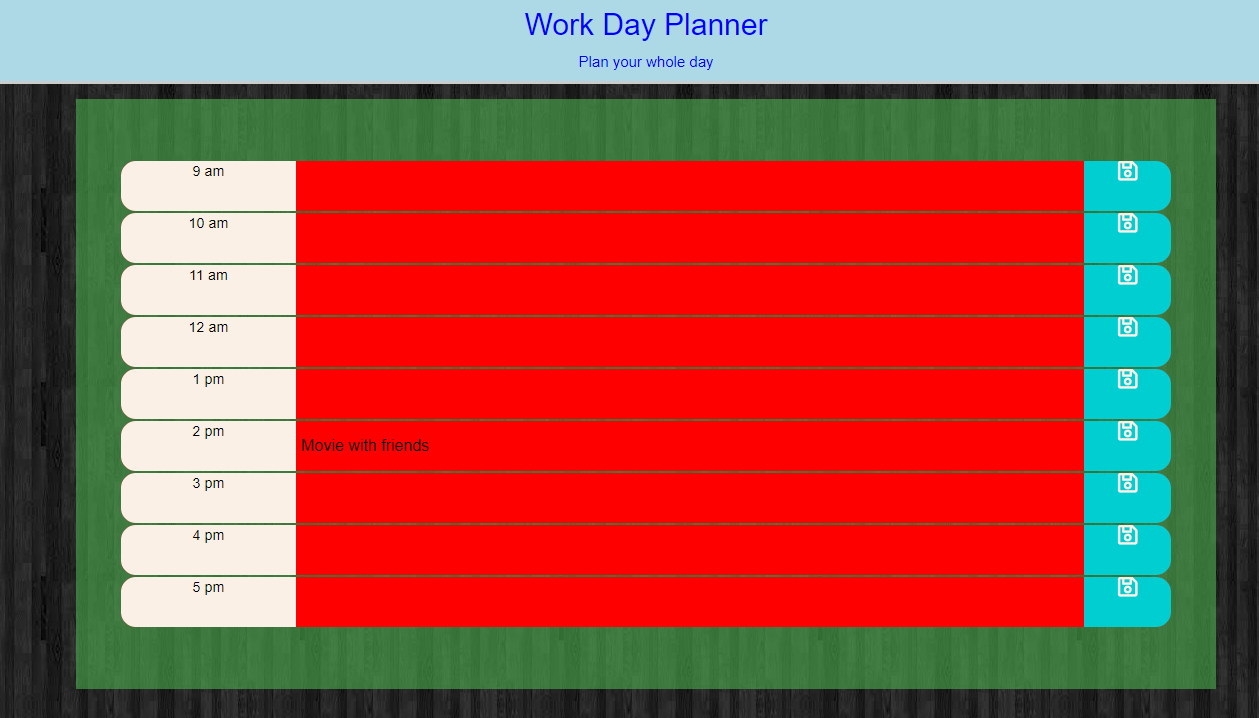 Work Day Planner
Plan your whole day
9 am
10 am
11 am
12 am
1 pm
2 pm
Movie with friends
3 pm
4 pm
5 pm